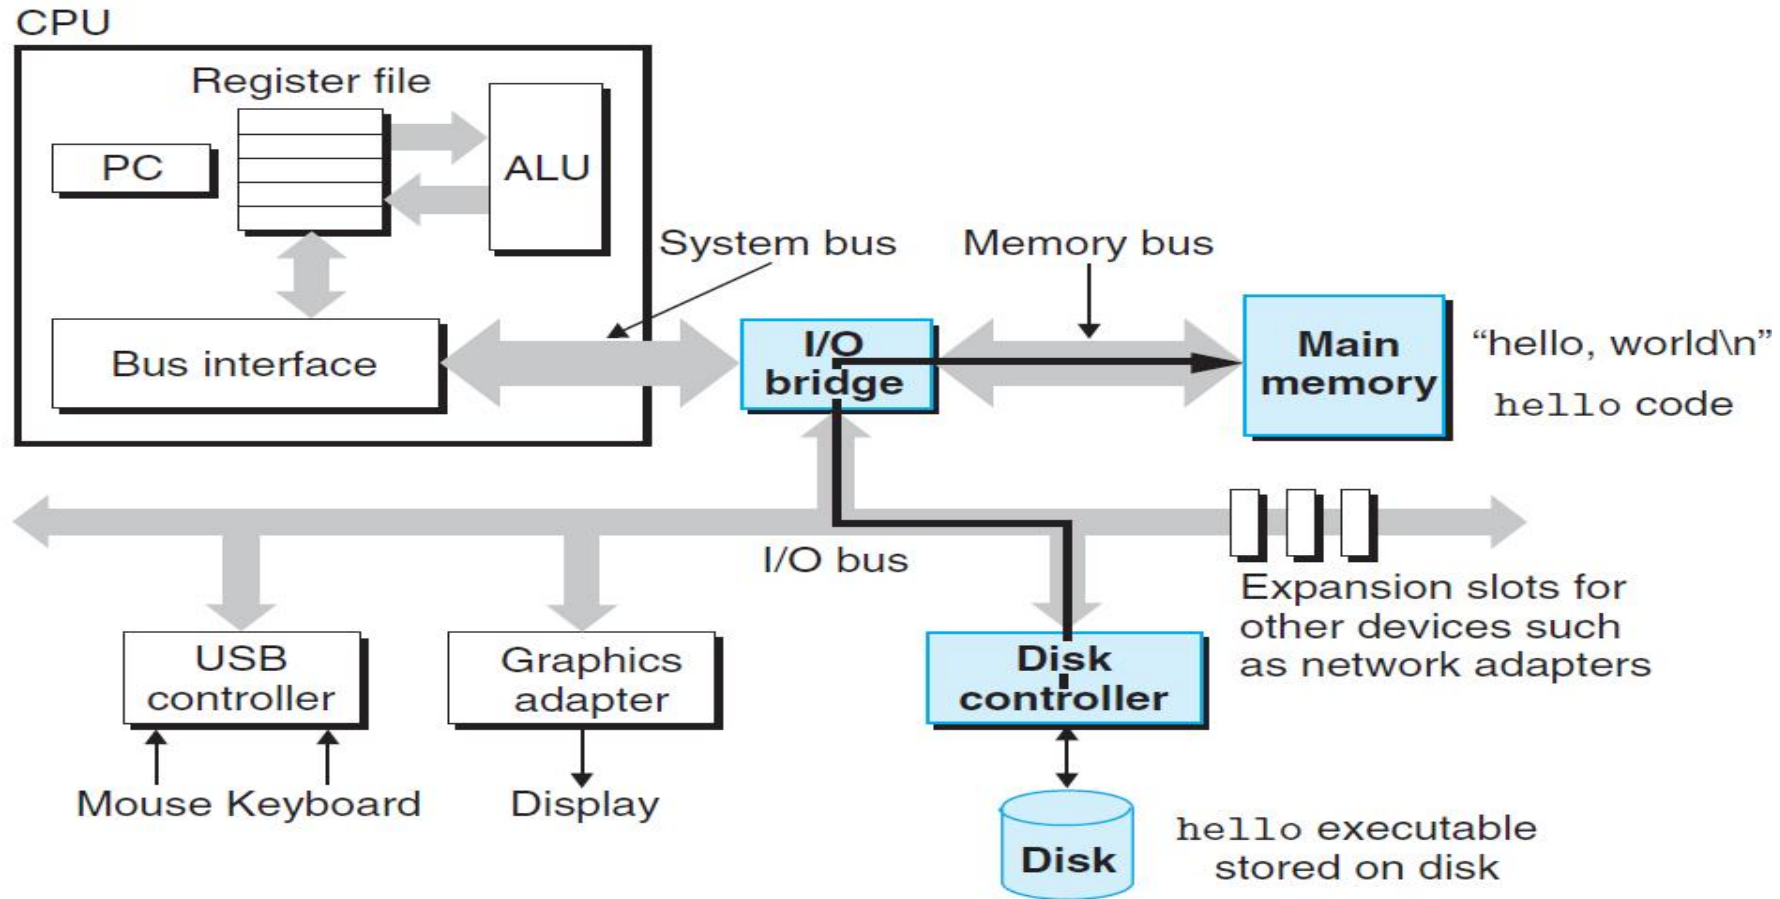 CPU
Register file
PC
ALU
System bus
Memory bus
Bus interface
I/O
bridge
Main
memory
“hello, world\n”
hello code
I/O bus
Expansion slots for
other devices such
as network adapters
USB
controller
Graphics
adapter
Disk
controller
Mouse Keyboard
Display
Disk
hello executable
stored on disk